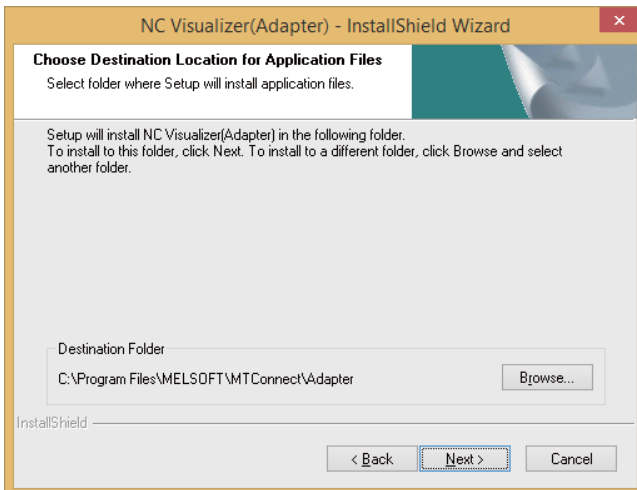 NC Visualizer(Adapter) - InstallShield Wizard
Choose Destination Location for Application Files
Select folder where Setup will install application files.
Setup will install NC Visualizer(Adapter) in the following folder.
To install to this folder, click Next. To install to a different folder, click Browse and select
another folder.
Destination Folder
C:\Program Files\MELSOFT\MTConnect\Adapter
Browse...
InstallShield
< Back
Next >
Cancel